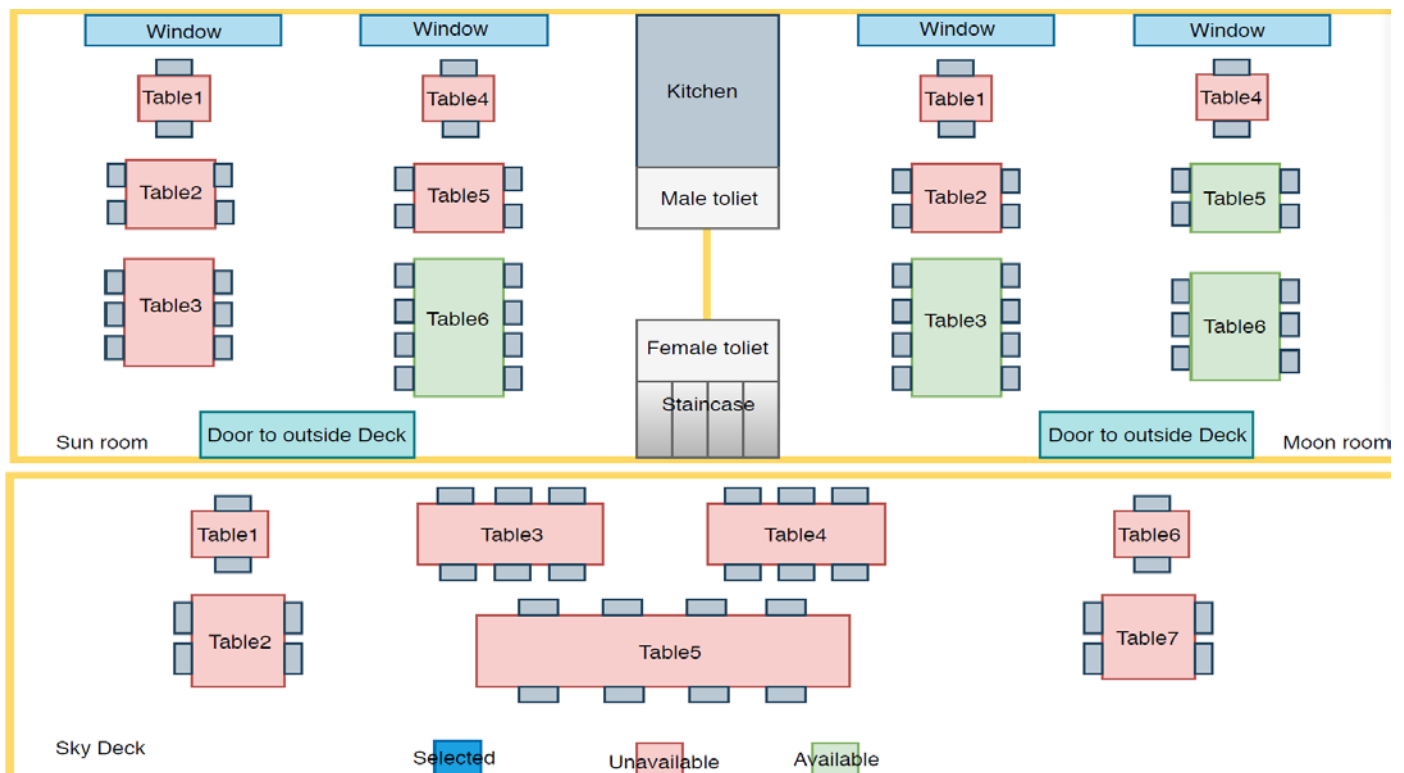 Window
Window
Window
Window
Table1
Table4
Kitchen
Table1
Table4
Table2
Table5
Male toliet
Table2
Table5
Table3
Table6
Female toliet
Table3
Table6
Staincase
Sun room
Door to outside Deck
Door to outside Deck
Moon room
Table1
Table3
Table4
Table6
Table2
Table5
Table7
Sky Deck
Selected
Unavailable
Available